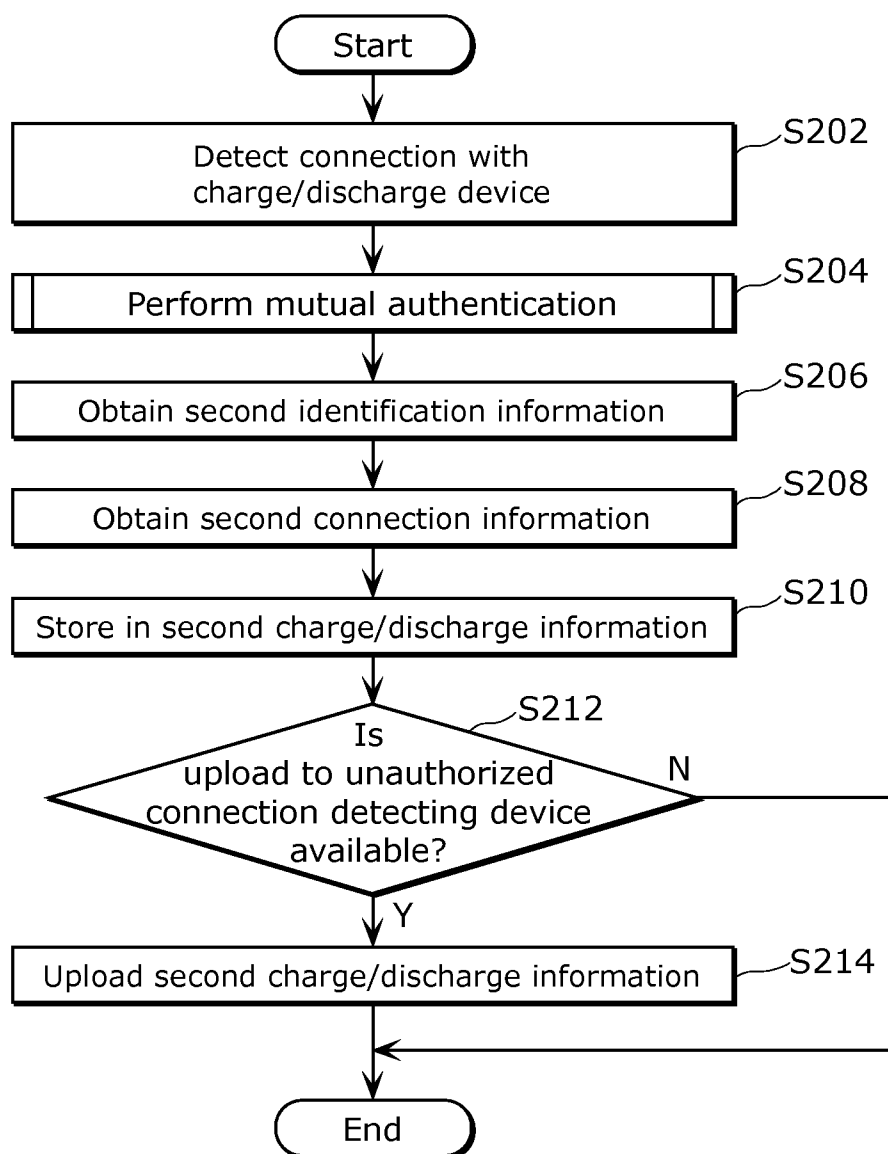 Start
S202
Detect connection with
charge/discharge device
S204
Perform mutual authentication
S206
Obtain second identification information
S208
Obtain second connection information
S210
Store in second charge/discharge information
S212
Is
upload to unauthorized
connection detecting device
available?
N
Y
S214
Upload second charge/discharge information
End